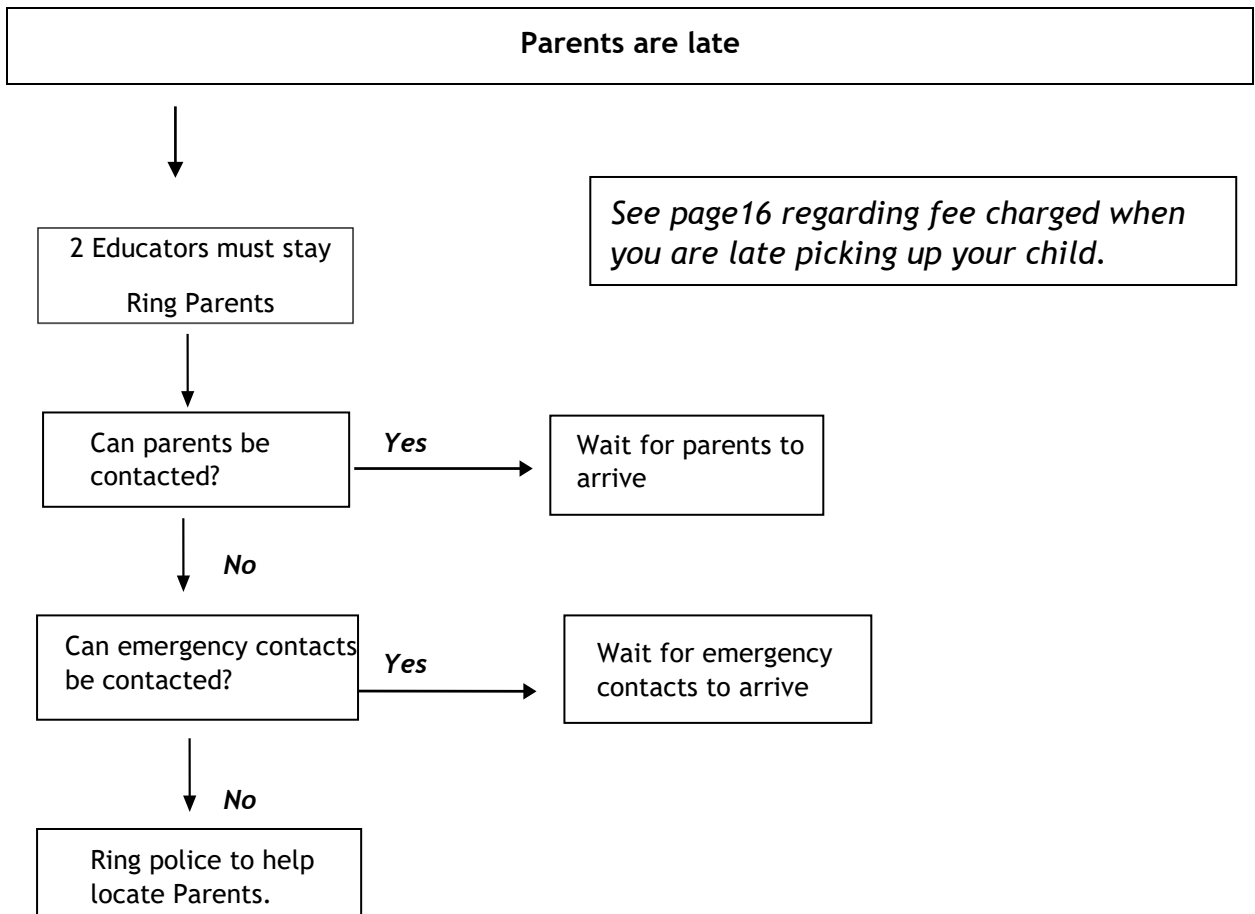 Parents are late
See page16 regarding fee charged when
you are late picking up your child.
2 Educators must stay
Ring Parents
Can parents be
contacted?
Yes
Wait for parents to
arrive
No
Can emergency contacts
be contacted?
Yes
Wait for emergency
contacts to arrive
No
Ring police to help
locate Parents.